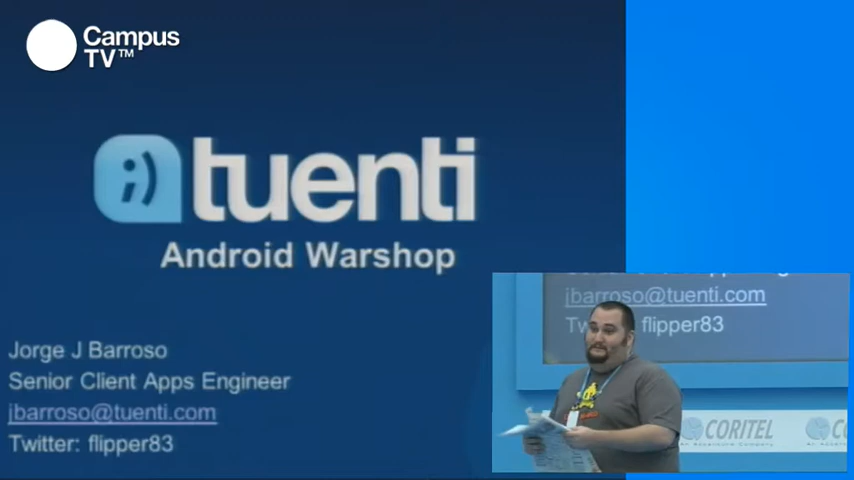 Campus
TV™
tuenti
Android Warshop
Jorge J Barroso
Senior Client Apps Engineer
jbarroso@tuenti.com
Twitter: flipper83
jbarroso@tuenti.com
flipper83
CORITEL